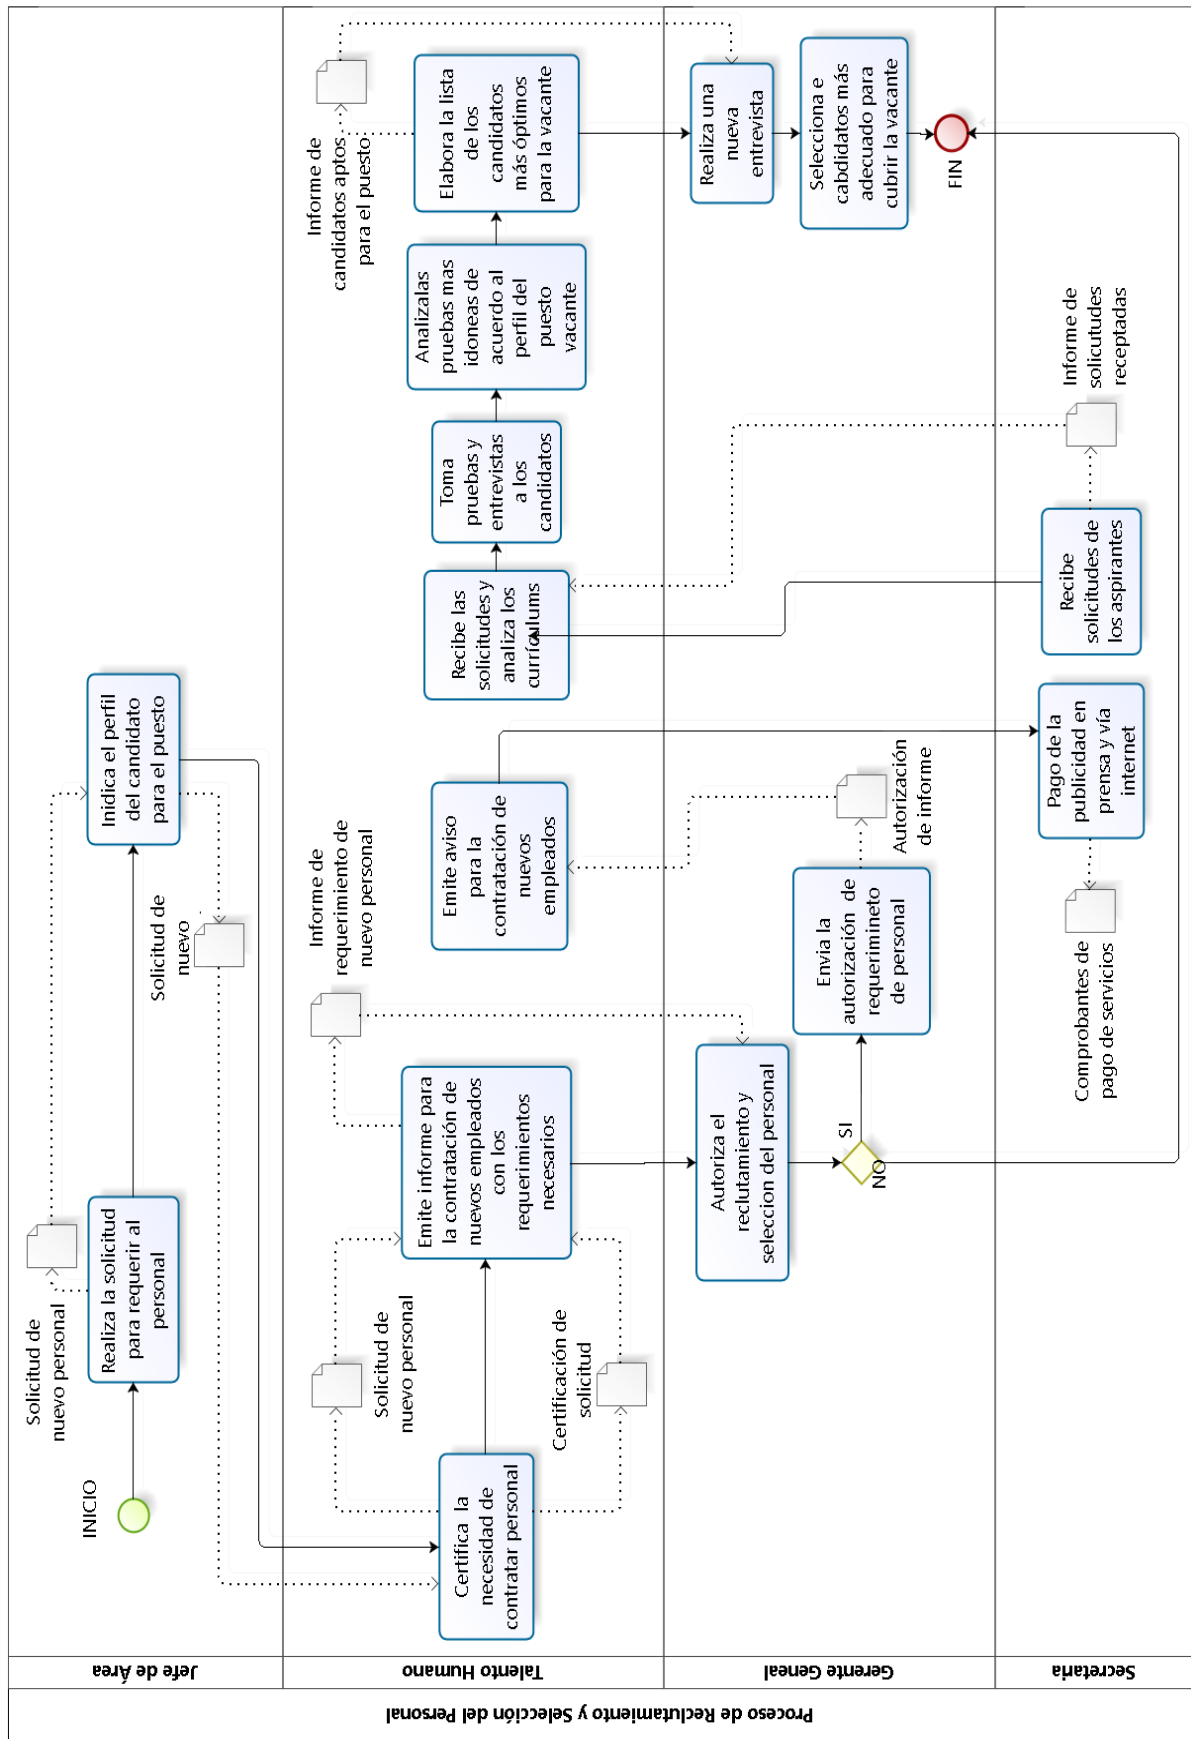 Proceso de Reclutamiento y Selección del Personal
Jefe de Área
INICIO
Solicitud de
nuevo personal
Realiza la solicitud
para requerir al
personal
Inidica el perfil
del candidato
para el puesto
Solicitud de
nuevo
Talento Humano
Certifica la
necesidad de
contratar personal
Solicitud de
nuevo personal
Certificación de
solicitud
Emite informe para
la contratación de
nuevos empleados
con los
requerimientos
necesarios
Informe de
requerimiento de
nuevo personal
Emite aviso
para la
contratación de
nuevos
empleados
Recibe las
solicitudes y
analiza los
currículums
Toma
pruebas y
entrevistas
a los
candidatos
Analizalas
pruebas mas
idoneas de
acuerdo al
perfil del
puesto
vacante
Elabora la lista
de los
candidatos
más óptimos
para la vacante
Informe de
candidatos aptos
para el puesto
Gerente Geneal
Autoriza el
reclutamiento y
seleccion del personal
SI
NO
Envia la
autorización de
requerimineto
de personal
Autorización
de informe
Realiza una
nueva
entrevista
Selecciona e
cabdidatos más
adecuado para
cubrir la vacante
FIN
Secretaria
Comprobantes de
pago de servicios
Pago de la
publicidad en
prensa y vía
internet
Recibe
solicitudes de
los aspirantes
Informe de
solicutudes
receptadas